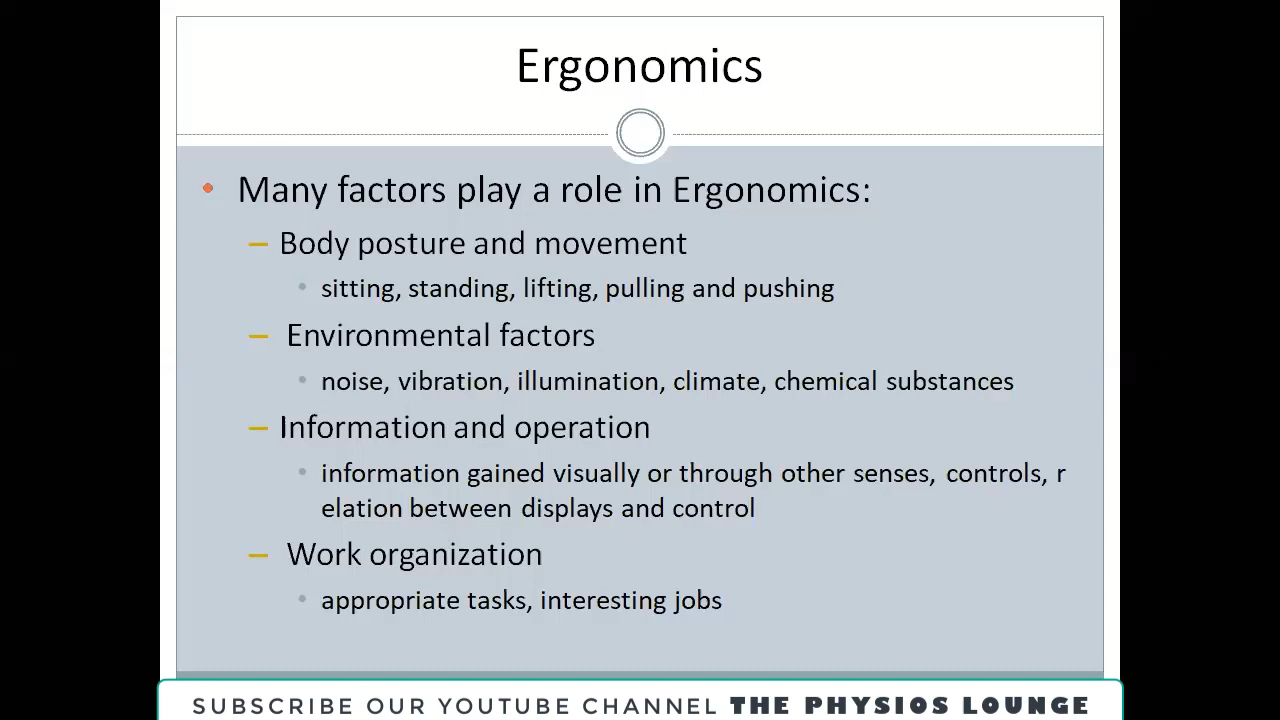 Ergonomics
• Many factors play a role in Ergonomics:
– Body posture and movement
• sitting, standing, lifting, pulling and pushing
– Environmental factors
• noise, vibration, illumination, climate, chemical substances
– Information and operation
• information gained visually or through other senses, controls, r
elation between displays and control
– Work organization
• appropriate tasks, interesting jobs
SUBSCRIBE OUR YOUTUBE CHANNEL THE PHYSIOS LOUNGE